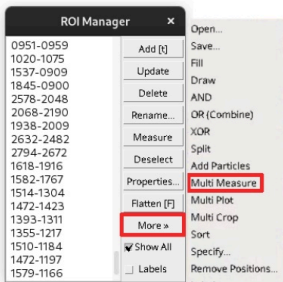 ROI Manager ×
0951-0959
1020-1075
1537-0909
1845-0900
2578-2048
2068-2190
1938-2009
2632-2482
2794-2672
1618-1916
1582-1767
1514-1304
1472-1423
1393-1311
1355-1217
1510-1184
1472-1197
1579-1166
Add [t]
Update
Delete
Rename...
Measure
Deselect
Properties...
Flatten [F]
More »
Show All
Labels
Open...
Save...
Fill
Draw
AND
OR (Combine)
XOR
Split
Add Particles
Multi Measure
Multi Plot
Multi Crop
Sort
Specify...
Remove Positions...